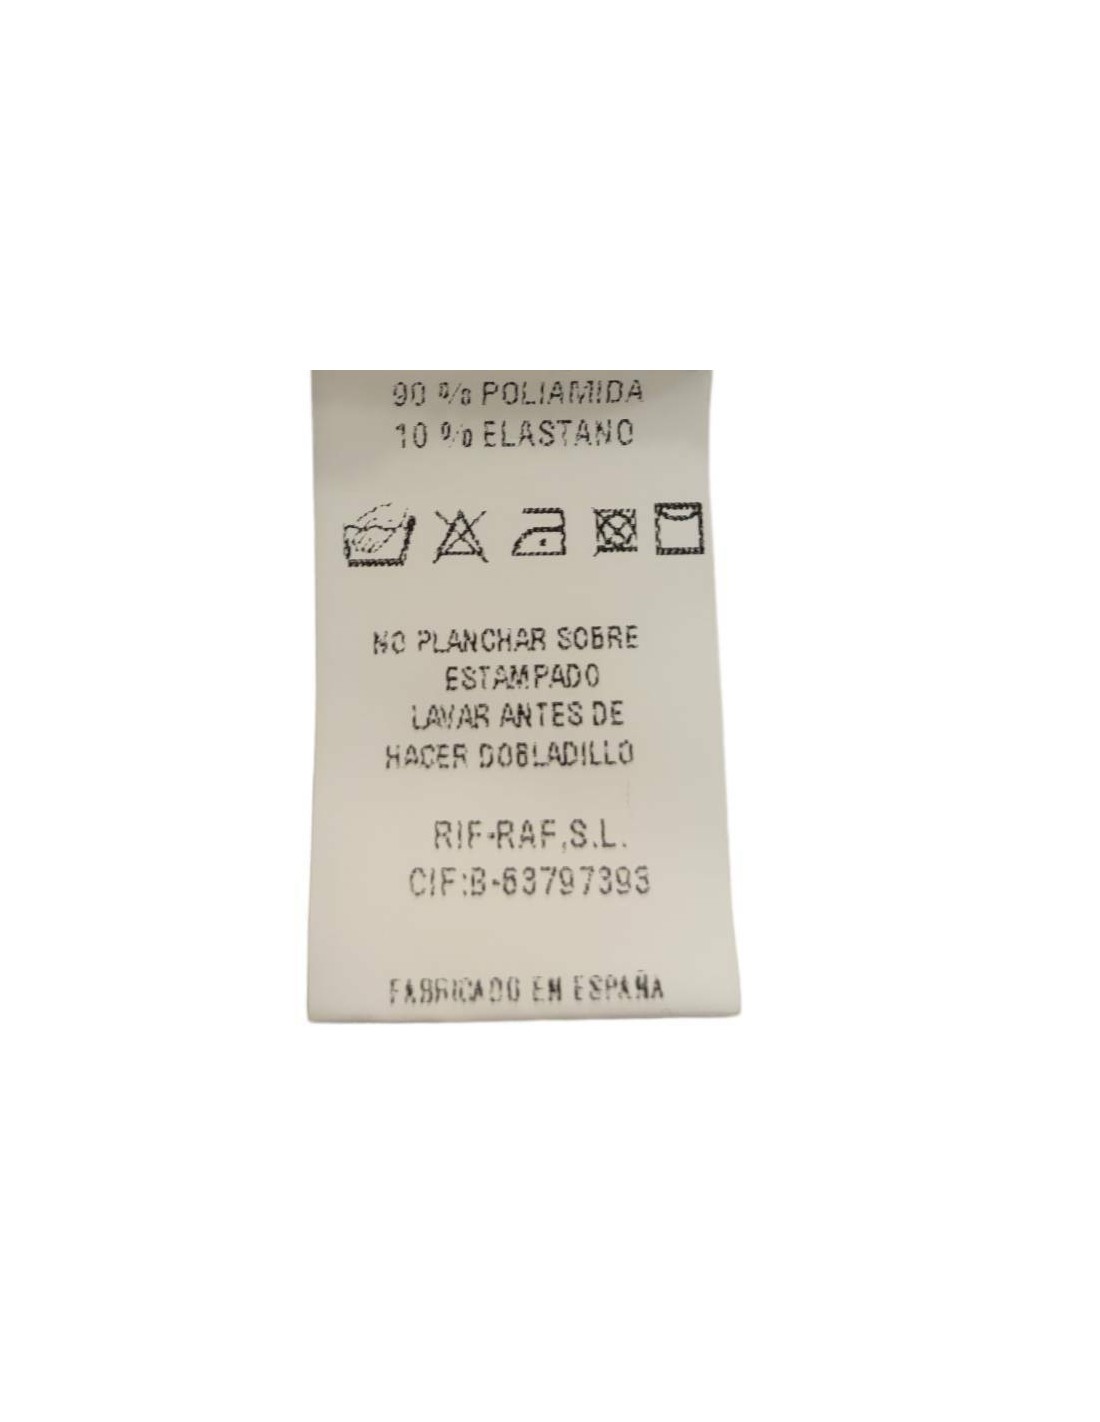 90 % POLIAMIDA
10 % ELASTANO
NO PLANCHAR SOBRE
ESTAMPADO
LAVAR ANTES DE
HACER DOBLADILLO
RIF-RAF,S.L.
CIF:B-63797393
FABRICADO EN ESPAÑA